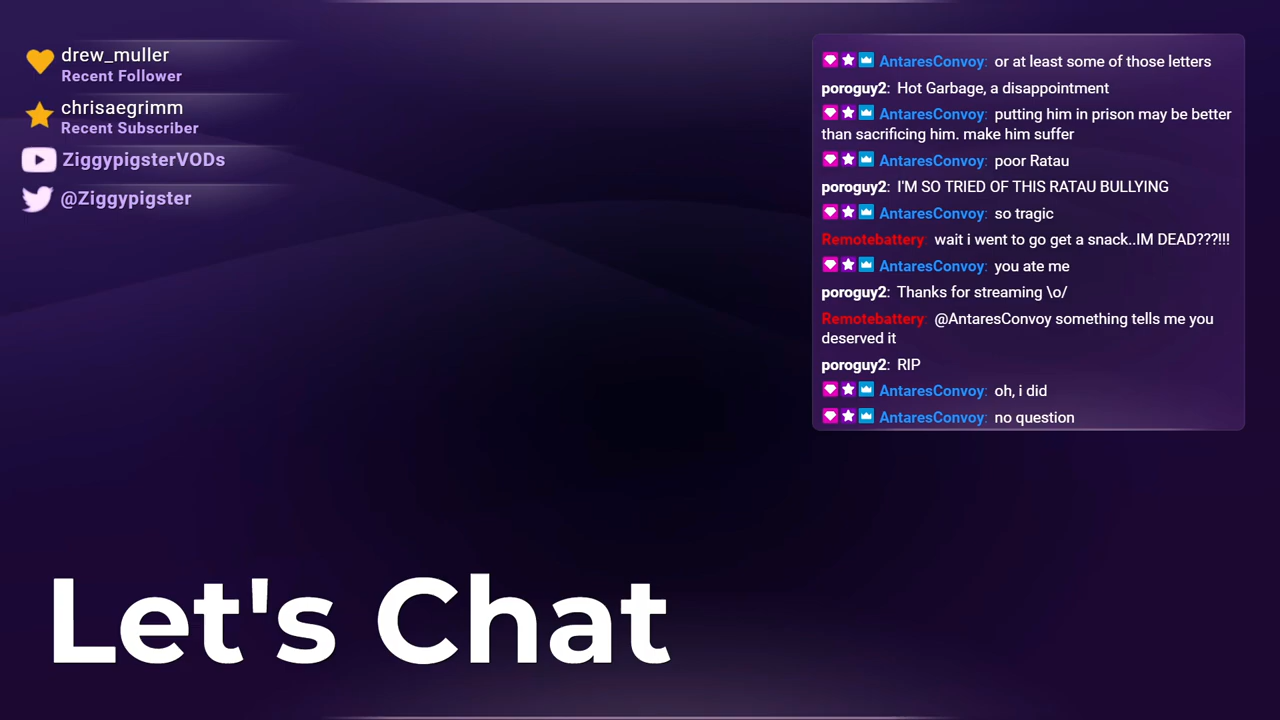 drew_muller
Recent Follower
chrisaegrimm
Recent Subscriber
ZiggypigsterVODs
@Ziggypigster
AntaresConvoy: or at least some of those letters
poroguy2: Hot Garbage, a disappointment
AntaresConvoy: putting him in prison may be better
than sacrificing him. make him suffer
AntaresConvoy: poor Ratau
poroguy2: I'M SO TRIED OF THIS RATAU BULLYING
AntaresConvoy: so tragic
Remotebattery: wait i went to go get a snack..IM DEAD???!!!
AntaresConvoy: you ate me
poroguy2: Thanks for streaming \o/
Remotebattery: @AntaresConvoy something tells me you
deserved it
poroguy2: RIP
AntaresConvoy: oh, i did
AntaresConvoy: no question
Let's Chat